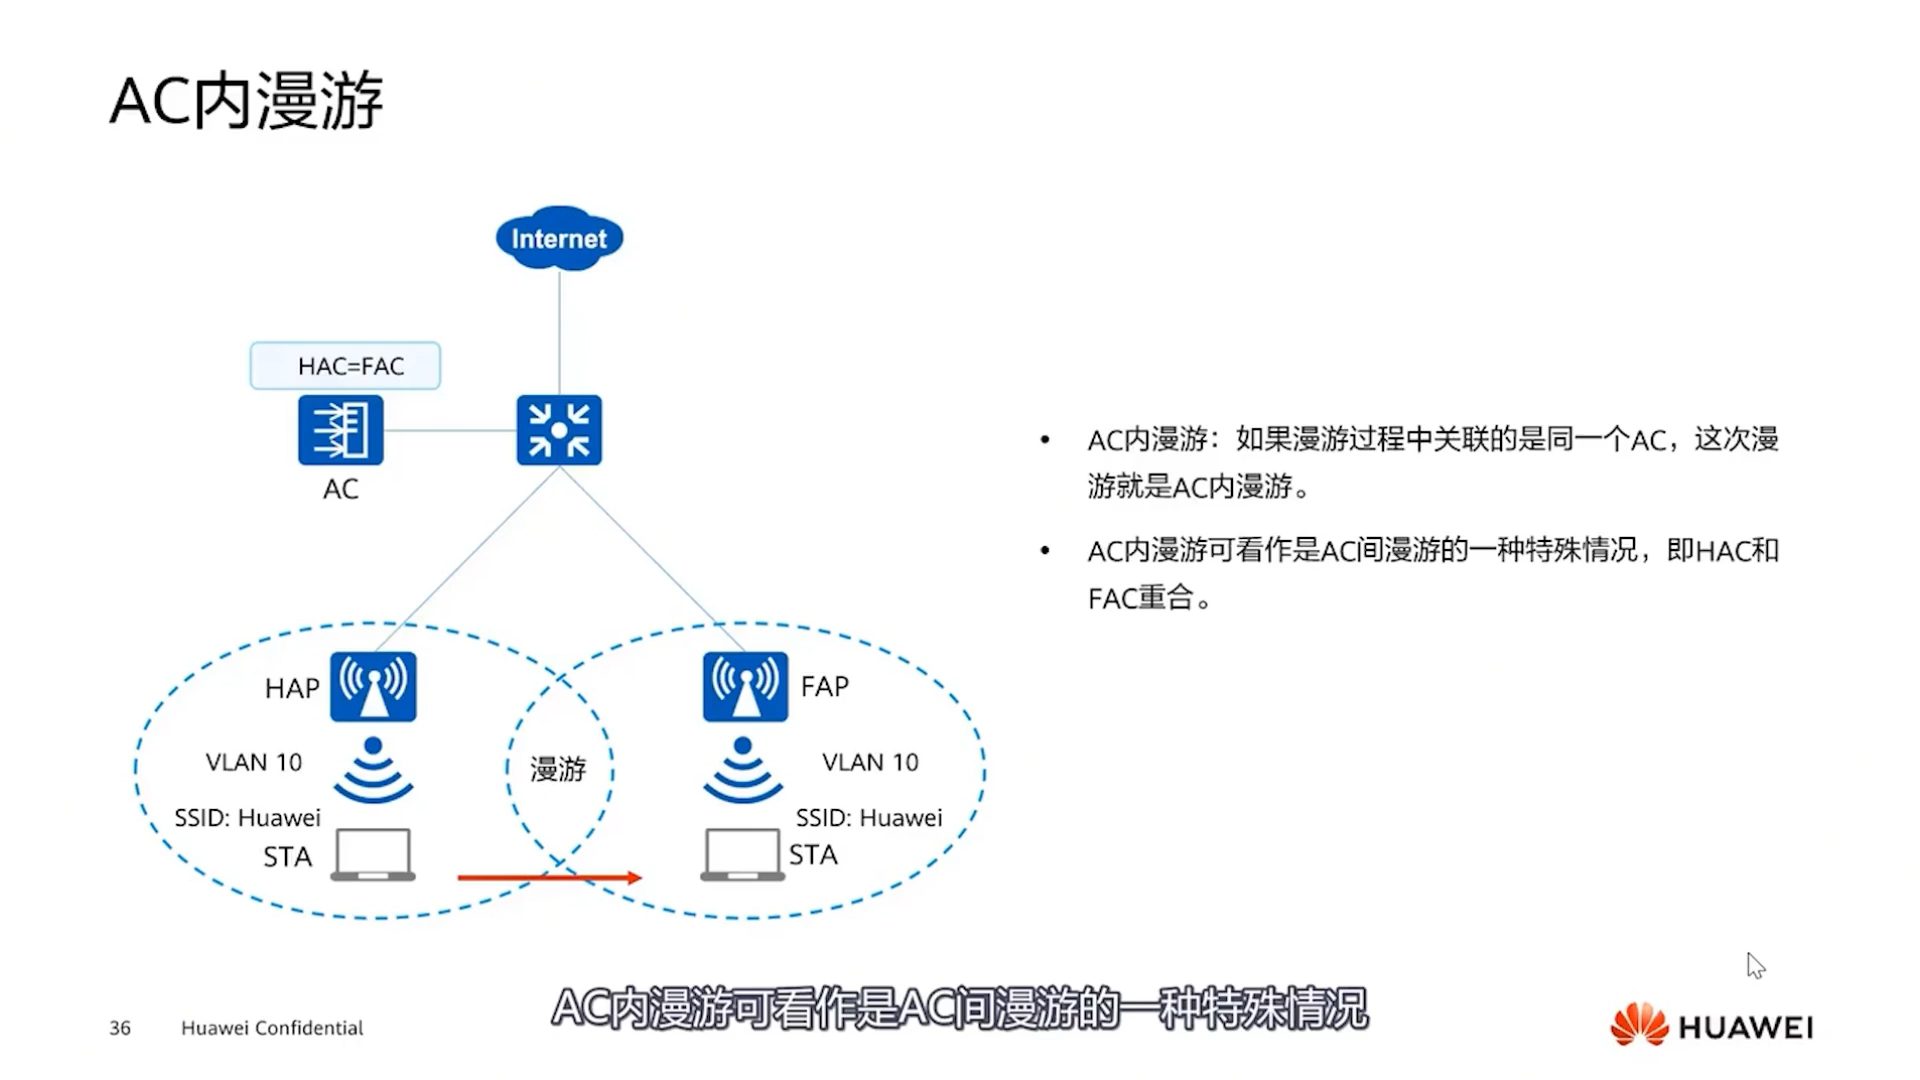 AC内漫游
Internet
HAC=FAC
AC
AC内漫游：如果漫游过程中关联的是同一个AC，这次漫
游就是AC内漫游。
AC内漫游可看作是AC间漫游的一种特殊情况，即HAC和
FAC重合。
HAP
FAP
VLAN 10
漫游
VLAN 10
SSID: Huawei
SSID: Huawei
STA
STA
AC内漫游可看作是AC间漫游的一种特殊情况
36
Huawei Confidential
HUAWEI